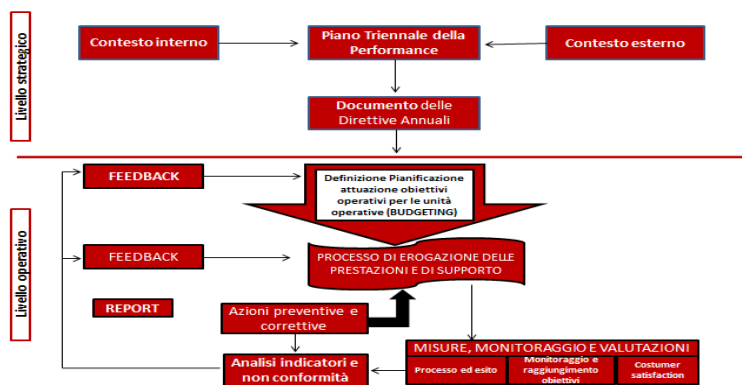 Livello strategico
Contesto interno
Piano Triennale della
Performance
Contesto esterno
Documento delle
Direttive Annuali
Livello operativo
FEEDBACK
Definizione Pianificazione
attuazione obiettivi
operativi per le unità
operative (BUDGETING)
FEEDBACK
PROCESSO DI EROGAZIONE DELLE
PRESTAZIONI E DI SUPPORTO
REPORT
Azioni preventive e
correttive
MISURE, MONITORAGGIO E VALUTAZIONI
Analisi indicatori e
non conformità
Processo ed esito
Monitoraggio e
raggiungimento
obiettivi
Costumer
satisfaction